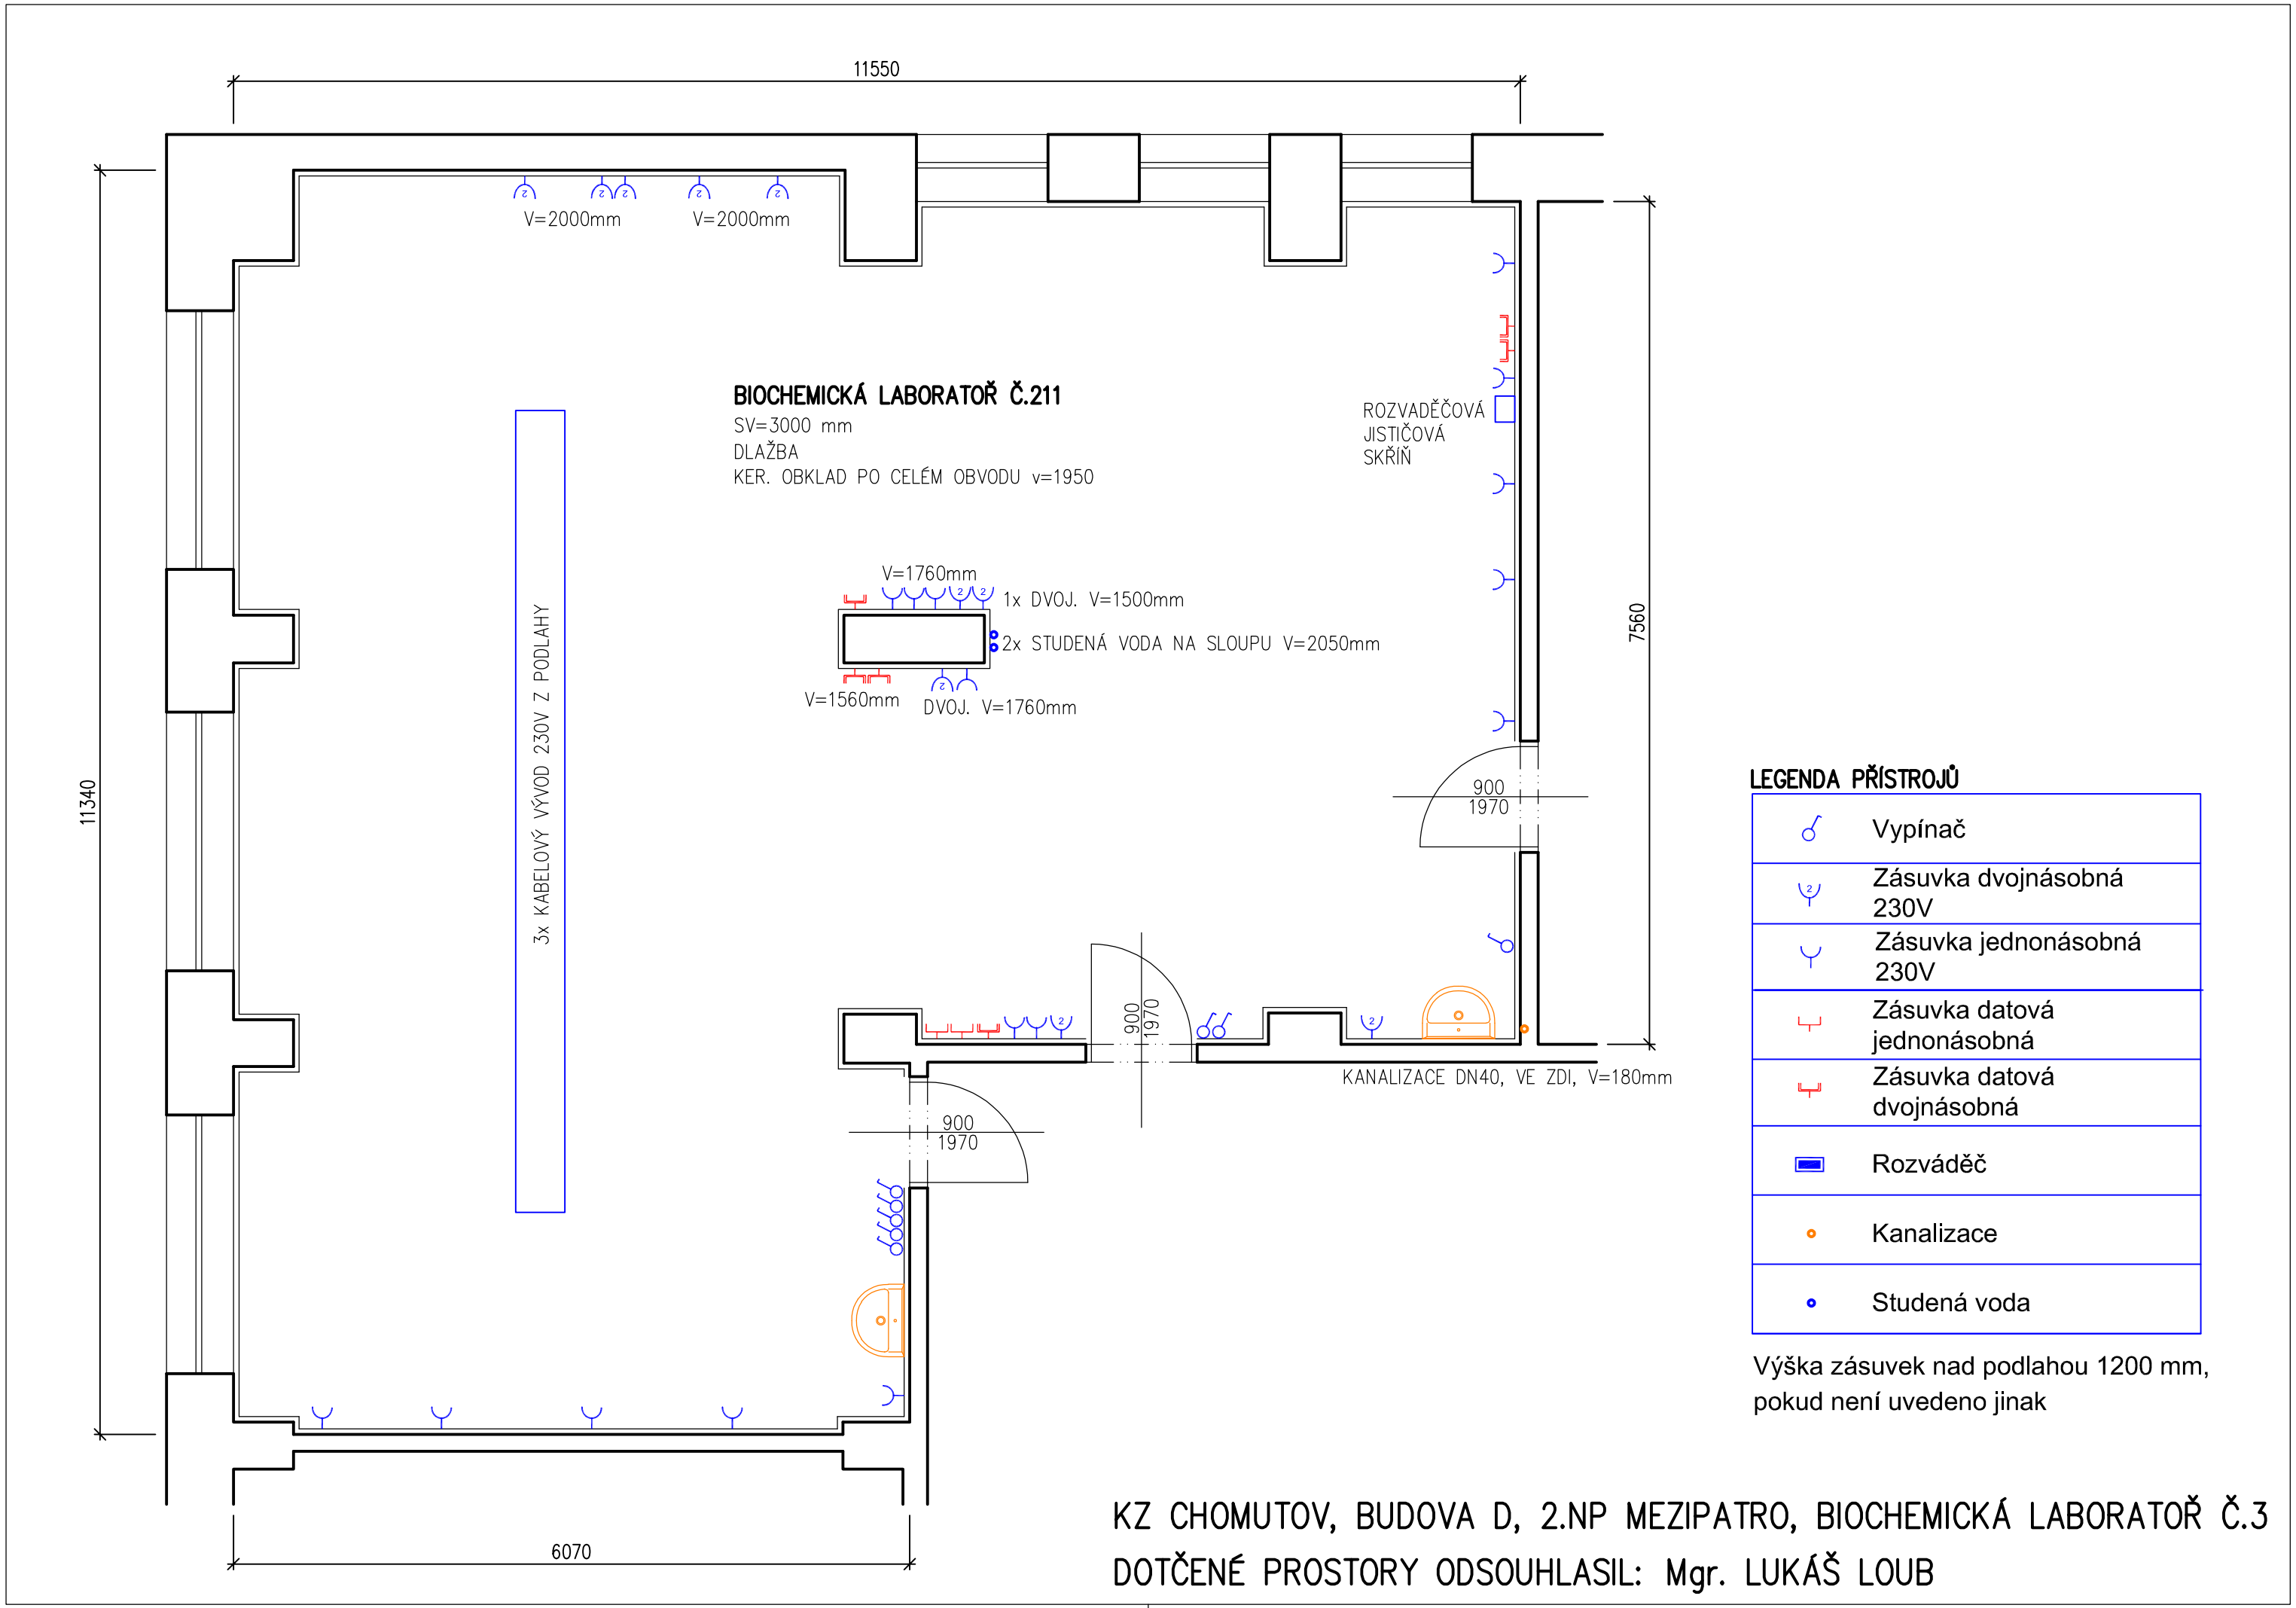 11550
V=2000mm
V=2000mm
BIOCHEMICKÁ LABORATOŘ Č.211
SV=3000 mm
DLAŽBA
KER. OBKLAD PO CELÉM OBVODU v=1950
ROZVADĚČOVÁ
JISTIČOVÁ
SKŘÍŇ
V=1760mm
1x DVOJ. V=1500mm
2x STUDENÁ VODA NA SLOUPU V=2050mm
V=1560mm
DVOJ. V=1760mm
3x KABELOVÝ VÝVOD 230V Z PODLAHY
11340
7560
900
1970
900
1970
900
1970
KANALIZACE DN40, VE ZDI, V=180mm
6070
LEGENDA PŘÍSTROJŮ
Vypínač
2
Zásuvka dvojnásobná
230V
Zásuvka jednonásobná
230V
Zásuvka datová
jednonásobná
Zásuvka datová
dvojnásobná
Rozváděč
Kanalizace
Studená voda
Výška zásuvek nad podlahou 1200 mm,
pokud není uvedeno jinak
KZ CHOMUTOV, BUDOVA D, 2.NP MEZIPATRO, BIOCHEMICKÁ LABORATOŘ Č.3
DOTČENÉ PROSTORY ODSOUHLASIL: Mgr. LUKÁŠ LOUB